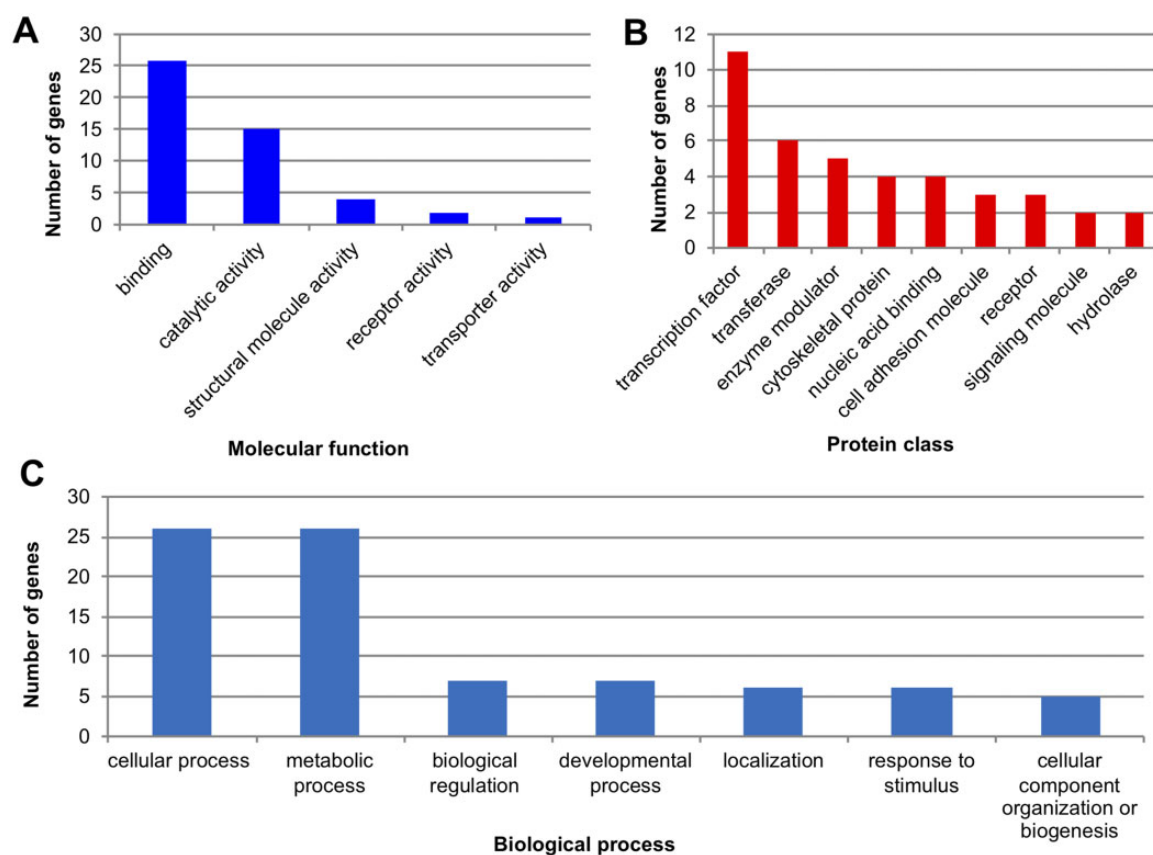 A
Number of genes
30
25
20
15
10
5
0
binding
catalytic activity
structural molecule activity
receptor activity
transporter activity
Molecular function
B
Number of genes
12
10
8
6
4
2
0
transcription factor
transferase
enzyme modulator
cytoskeletal protein
nucleic acid binding
cell adhesion molecule
receptor
signaling molecule
hydrolase
Protein class
C
Number of genes
30
25
20
15
10
5
0
cellular process
metabolic
process
biological
regulation
developmental
process
localization
response to
stimulus
cellular
component
organization or
biogenesis
Biological process